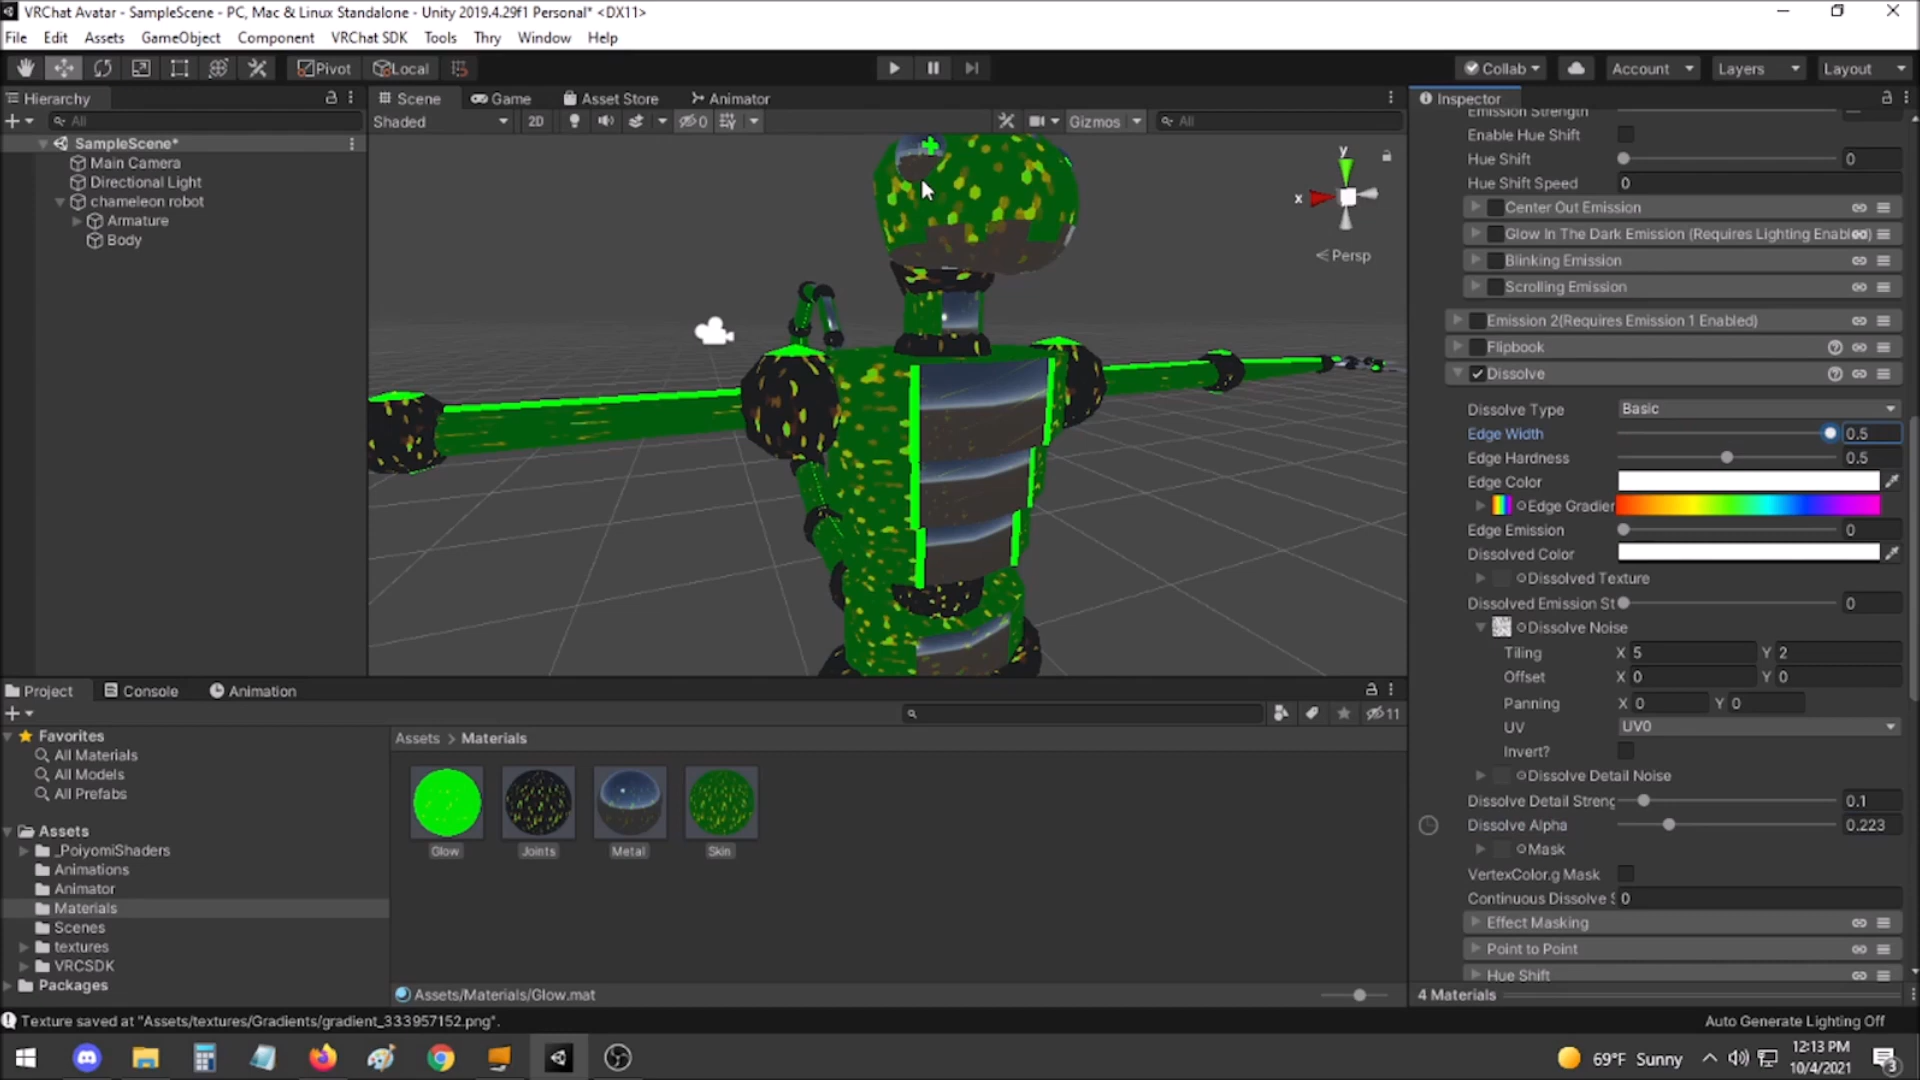 VRChat Avatar - SampleScene - PC, Mac & Linux Standalone - Unity 2019.4.29f1 Personal* <DX11>
File Edit Assets GameObject Component VRChat SDK Tools Thry Window Help
Pivot Local Collab Account Layers Layout
Hierarchy
All
SampleScene*
Main Camera
Directional Light
chameleon robot
Armature
Body
Scene Game Asset Store Animator
Shaded 2D 0 Gizmos All
y
x
Persp
Inspector
Emission Strength
Enable Hue Shift
Hue Shift 0
Hue Shift Speed 0
Center Out Emission
Glow In The Dark Emission (Requires Lighting Enabled)
Blinking Emission
Scrolling Emission
Emission 2(Requires Emission 1 Enabled)
Flipbook
Dissolve
Dissolve Type Basic
Edge Width 0.5
Edge Hardness 0.5
Edge Color
Edge Gradier
Edge Emission 0
Dissolved Color
Dissolved Texture
Dissolved Emission St 0
Dissolve Noise
Tiling X 5 Y 2
Offset X 0 Y 0
Panning X 0 Y 0
UV UV0
Invert?
Dissolve Detail Noise
Dissolve Detail Streng 0.1
Dissolve Alpha 0.223
Mask
VertexColor.g Mask
Continuous Dissolve S 0
Effect Masking
Point to Point
Hue Shift
4 Materials
Project Console Animation
11
Favorites
All Materials
All Models
All Prefabs
Assets
_PoiyomiShaders
Animations
Animator
Materials
Scenes
textures
VRCSDK
Packages
Assets > Materials
Glow Joints Metal Skin
Assets/Materials/Glow.mat
Texture saved at "Assets/textures/Gradients/gradient_333957152.png".
Auto Generate Lighting Off
69°F Sunny
12:13 PM
10/4/2021
3